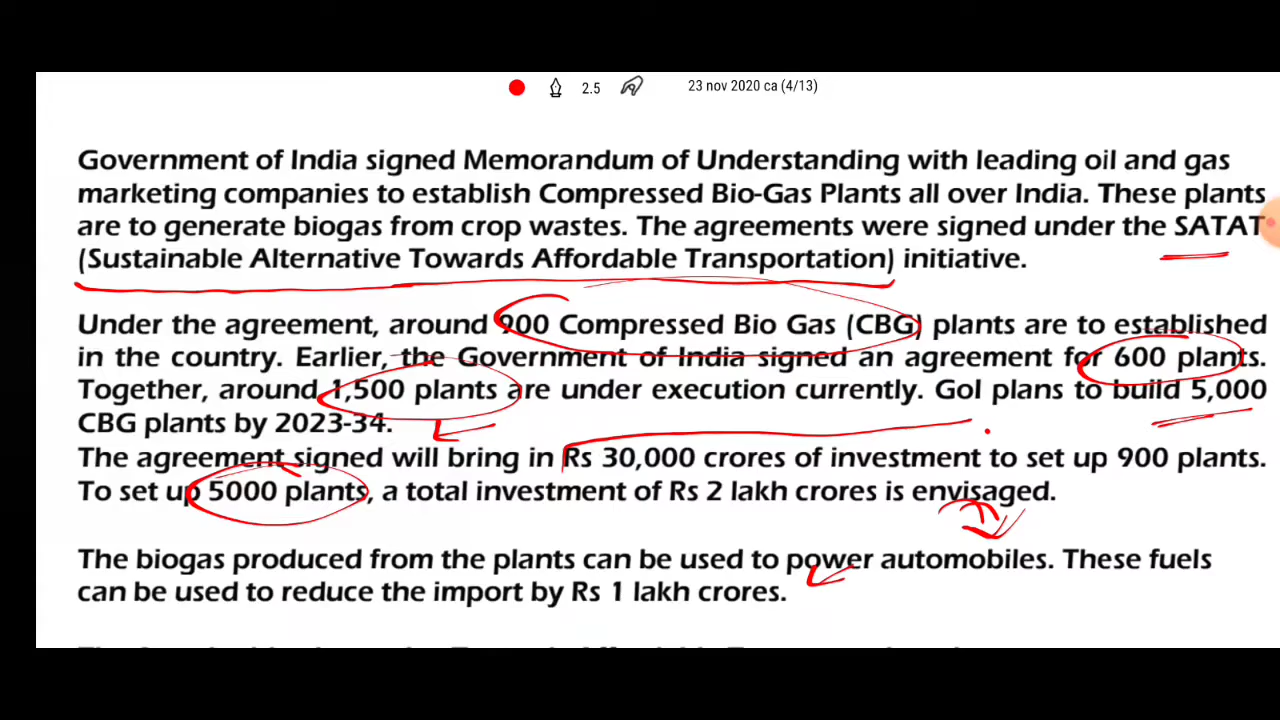 2.5
23 nov 2020 ca (4/13)
Government of India signed Memorandum of Understanding with leading oil and gas
marketing companies to establish Compressed Bio-Gas Plants all over India. These plants
are to generate biogas from crop wastes. The agreements were signed under the SATAT
(Sustainable Alternative Towards Affordable Transportation) initiative.
Under the agreement, around 900 Compressed Bio Gas (CBG) plants are to established
in the country. Earlier, the Government of India signed an agreement for 600 plants.
Together, around 1,500 plants are under execution currently. GoI plans to build 5,000
CBG plants by 2023-34.
The agreement signed will bring in Rs 30,000 crores of investment to set up 900 plants.
To set up 5000 plants, a total investment of Rs 2 lakh crores is envisaged.
The biogas produced from the plants can be used to power automobiles. These fuels
can be used to reduce the import by Rs 1 lakh crores.